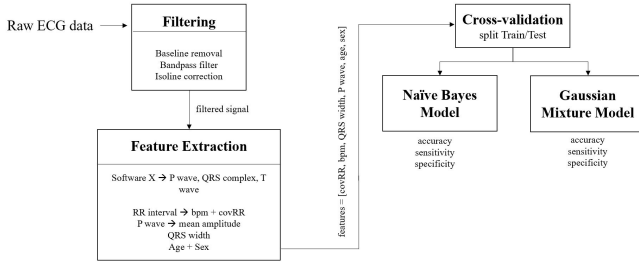 Raw ECG data
Filtering
Baseline removal
Bandpass filter
Isoline correction
filtered signal
Feature Extraction
Software X → P wave, QRS complex, T
wave
RR interval → bpm + covRR
P wave → mean amplitude
QRS width
Age + Sex
features = [covRR, bpm, QRS width, P wave, age, sex]
Cross-validation
split Train/Test
Naïve Bayes
Model
accuracy
sensitivity
specificity
Gaussian
Mixture Model
accuracy
sensitivity
specificity